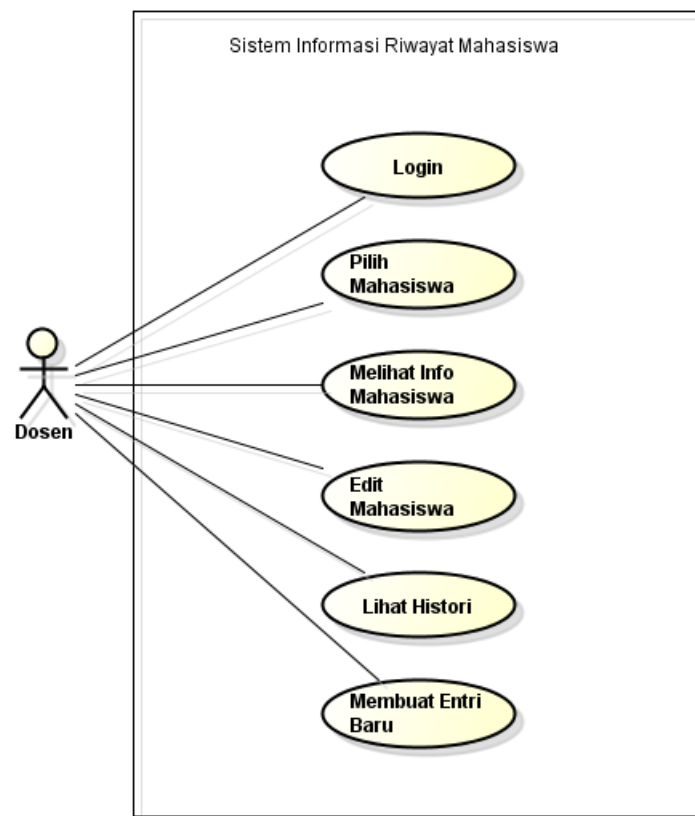 Sistem Informasi Riwayat Mahasiswa
Login
Pilih
Mahasiswa
Melihat Info
Mahasiswa
Dosen
Edit
Mahasiswa
Lihat Histori
Membuat Entri
Baru